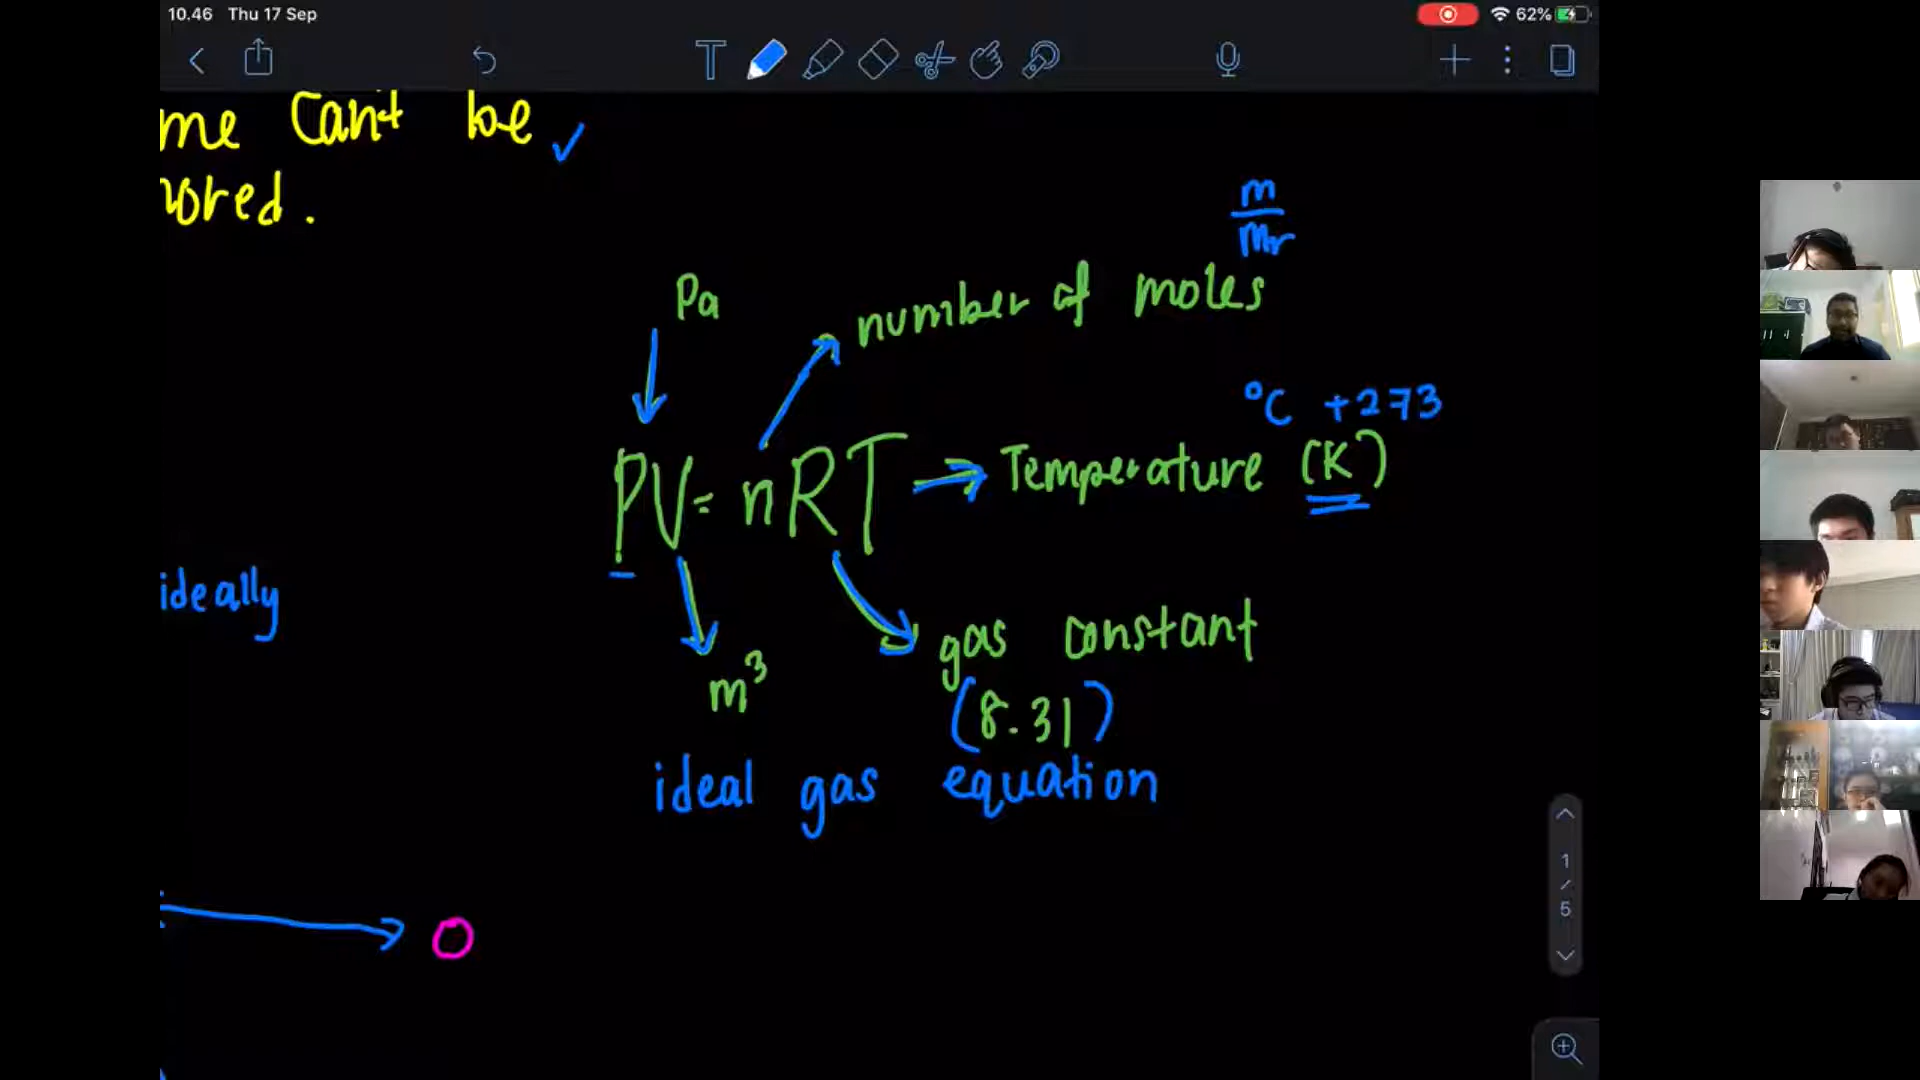 10.46 Thu 17 Sep
62%
T
me Can't be
nored.
m
Mr
Pa
number of moles
°C +273
PV = nRT
Temperature (K)
ideally
m³
gas constant
(8.31)
ideal gas equation
1
/
5